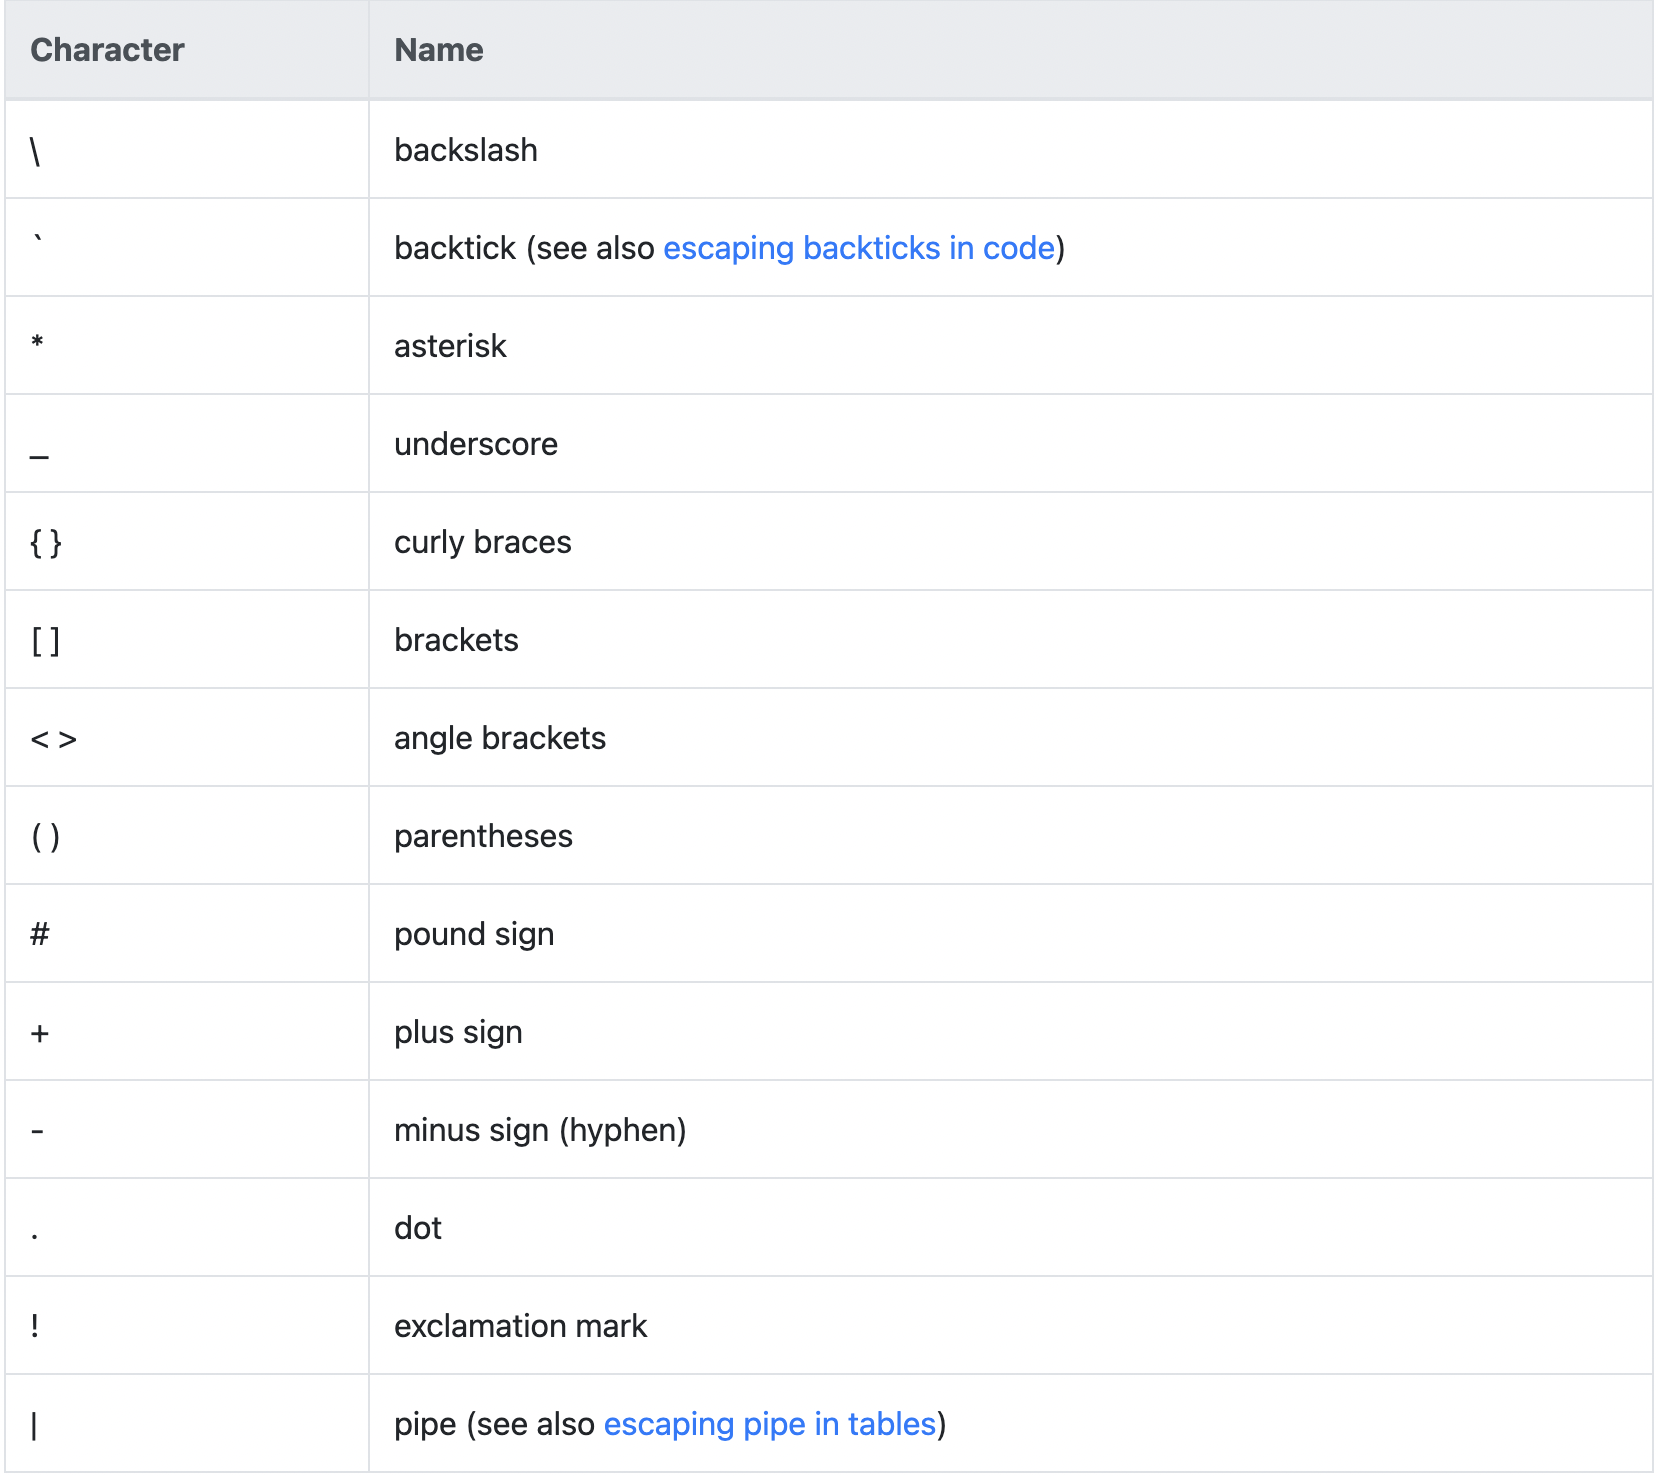 Character Name
\ backslash
` backtick (see also escaping backticks in code)
* asterisk
_ underscore
{ } curly braces
[ ] brackets
< > angle brackets
( ) parentheses
# pound sign
+ plus sign
- minus sign (hyphen)
. dot
! exclamation mark
| pipe (see also escaping pipe in tables)